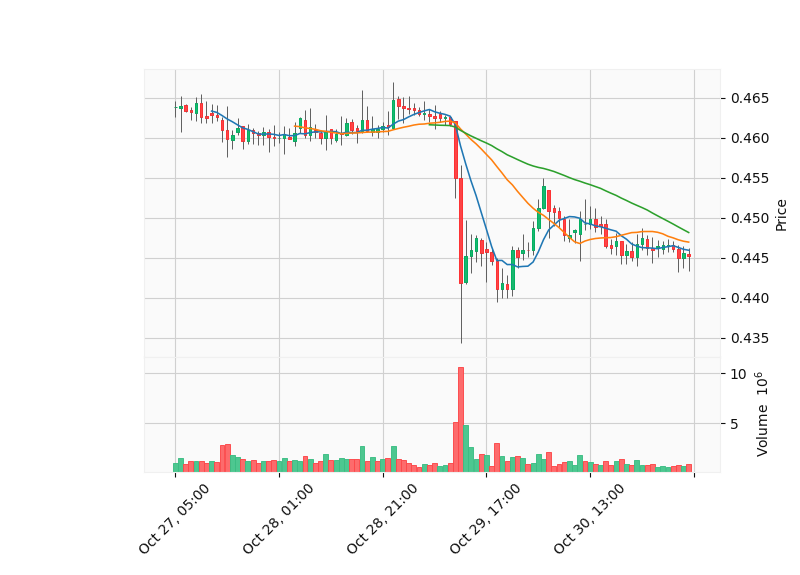 0.465
0.460
0.455
0.450
0.445
0.440
0.435
Price
10
5
Volume 10⁶
Oct 27, 05:00
Oct 28, 01:00
Oct 28, 21:00
Oct 29, 17:00
Oct 30, 13:00